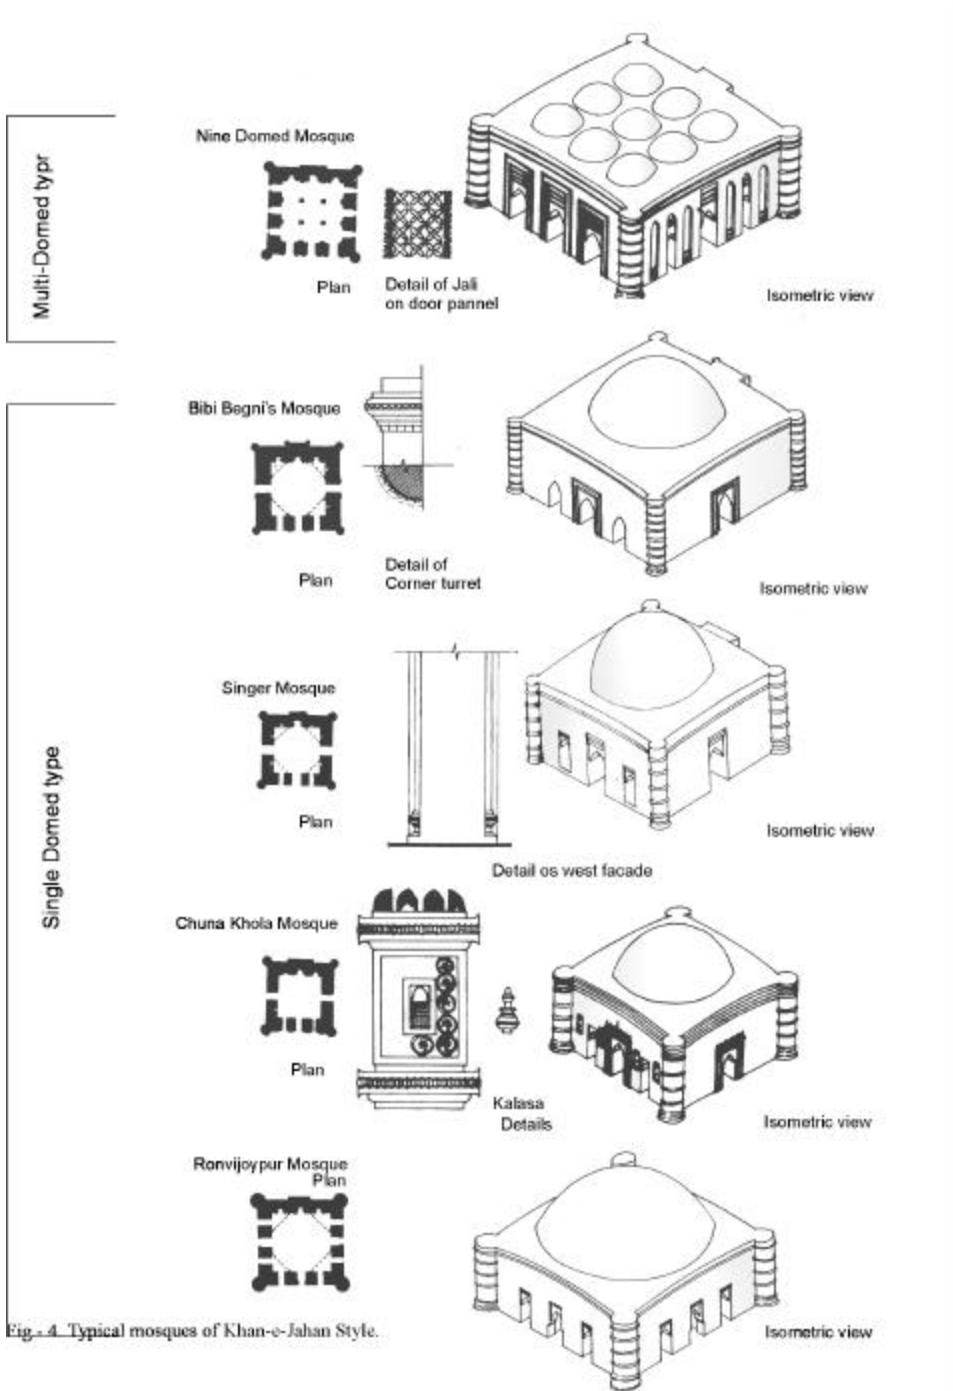 Multi-Domed typr
Nine Domed Mosque
Plan
Detail of Jali
on door pannel
Isometric view
Single Domed type
Bibi Begni's Mosque
Plan
Detail of
Corner turret
Isometric view
Singer Mosque
Plan
Detail os west facade
Isometric view
Chuna Khola Mosque
Plan
Kalasa
Details
Isometric view
Ronvijoypur Mosque
Plan
Isometric view
Fig - 4. Typical mosques of Khan-e-Jahan Style.